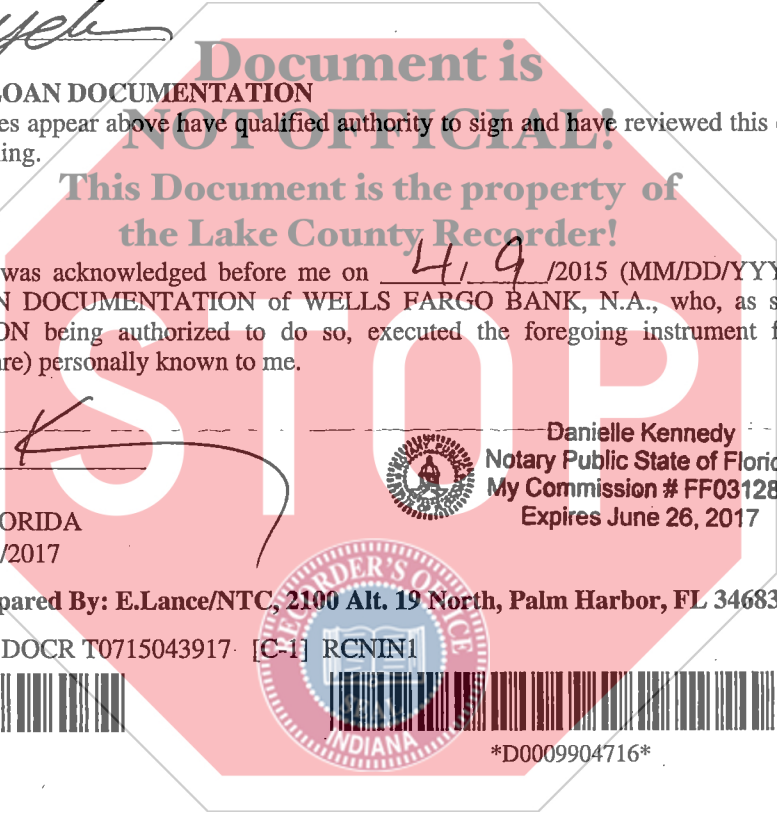 Document is
LOAN DOCUMENTATION
NOT OFFICIAL!
es appear above have qualified authority to sign and have reviewed this
ing.
This Document is the property of
the Lake County Recorder!
was acknowledged before me on 4/9/2015 (MM/DD/YYY
N DOCUMENTATION of WELLS FARGO BANK, N.A., who, as s
ON being authorized to do so, executed the foregoing instrument f
are) personally known to me.
STOP
Danielle Kennedy
Notary Public State of Florid
My Commission # FF03128
Expires June 26, 2017
ORIDA
/2017
pared By: E.Lance/NTC, 2100 Alt. 19 North, Palm Harbor, FL 34683
DOCR T0715043917 [C-1] RCNIN1
RECORDER'S OFFICE
SEAL
INDIANA
*D0009904716*